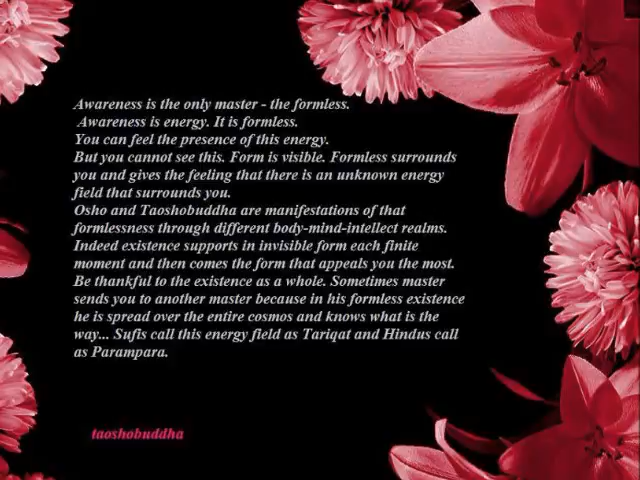 Awareness is the only master - the formless.
Awareness is energy. It is formless.
You can feel the presence of this energy.
But you cannot see this. Form is visible. Formless surrounds
you and gives the feeling that there is an unknown energy
field that surrounds you.
Osho and Taoshobuddha are manifestations of that
formlessness through different body-mind-intellect realms.
Indeed existence supports in invisible form each finite
moment and then comes the form that appeals you the most.
Be thankful to the existence as a whole. Sometimes master
sends you to another master because in his formless existence
he is spread over the entire cosmos and knows what is the
way... Sufis call this energy field as Tariqat and Hindus call
as Parampara.
taoshobuddha